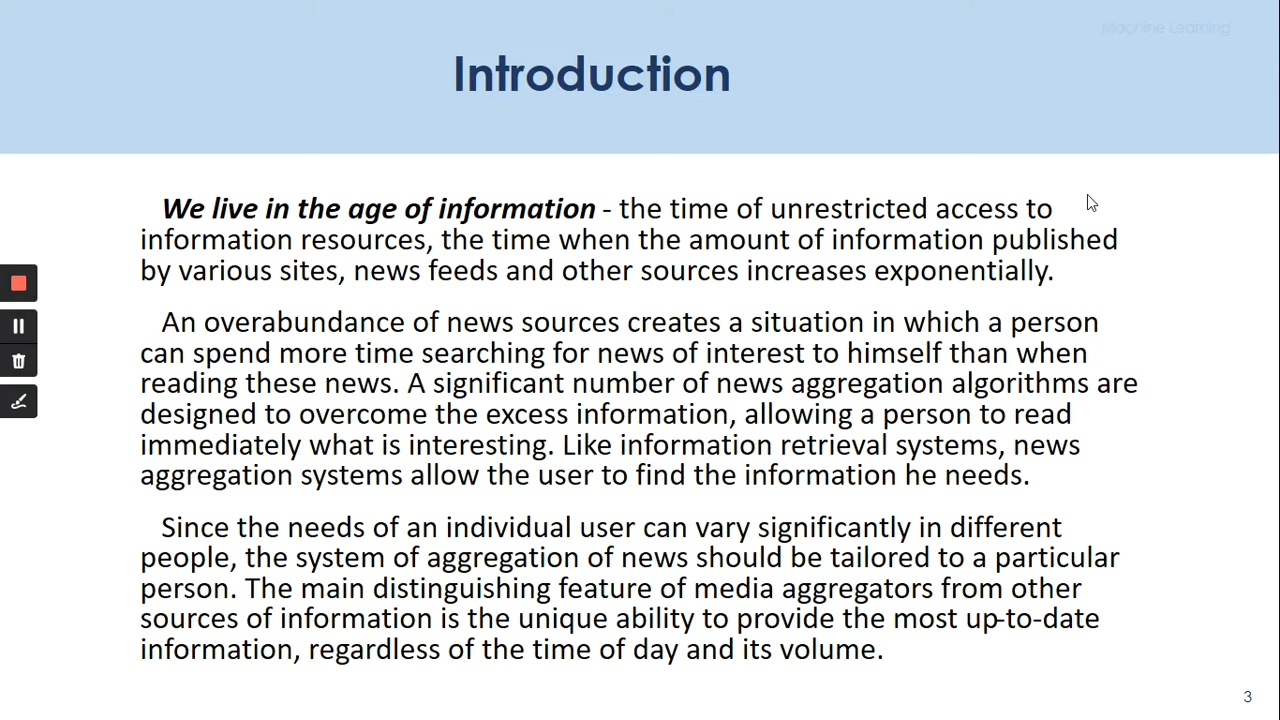 Machine Learning
Introduction
We live in the age of information - the time of unrestricted access to
information resources, the time when the amount of information published
by various sites, news feeds and other sources increases exponentially.
An overabundance of news sources creates a situation in which a person
can spend more time searching for news of interest to himself than when
reading these news. A significant number of news aggregation algorithms are
designed to overcome the excess information, allowing a person to read
immediately what is interesting. Like information retrieval systems, news
aggregation systems allow the user to find the information he needs.
Since the needs of an individual user can vary significantly in different
people, the system of aggregation of news should be tailored to a particular
person. The main distinguishing feature of media aggregators from other
sources of information is the unique ability to provide the most up-to-date
information, regardless of the time of day and its volume.
3